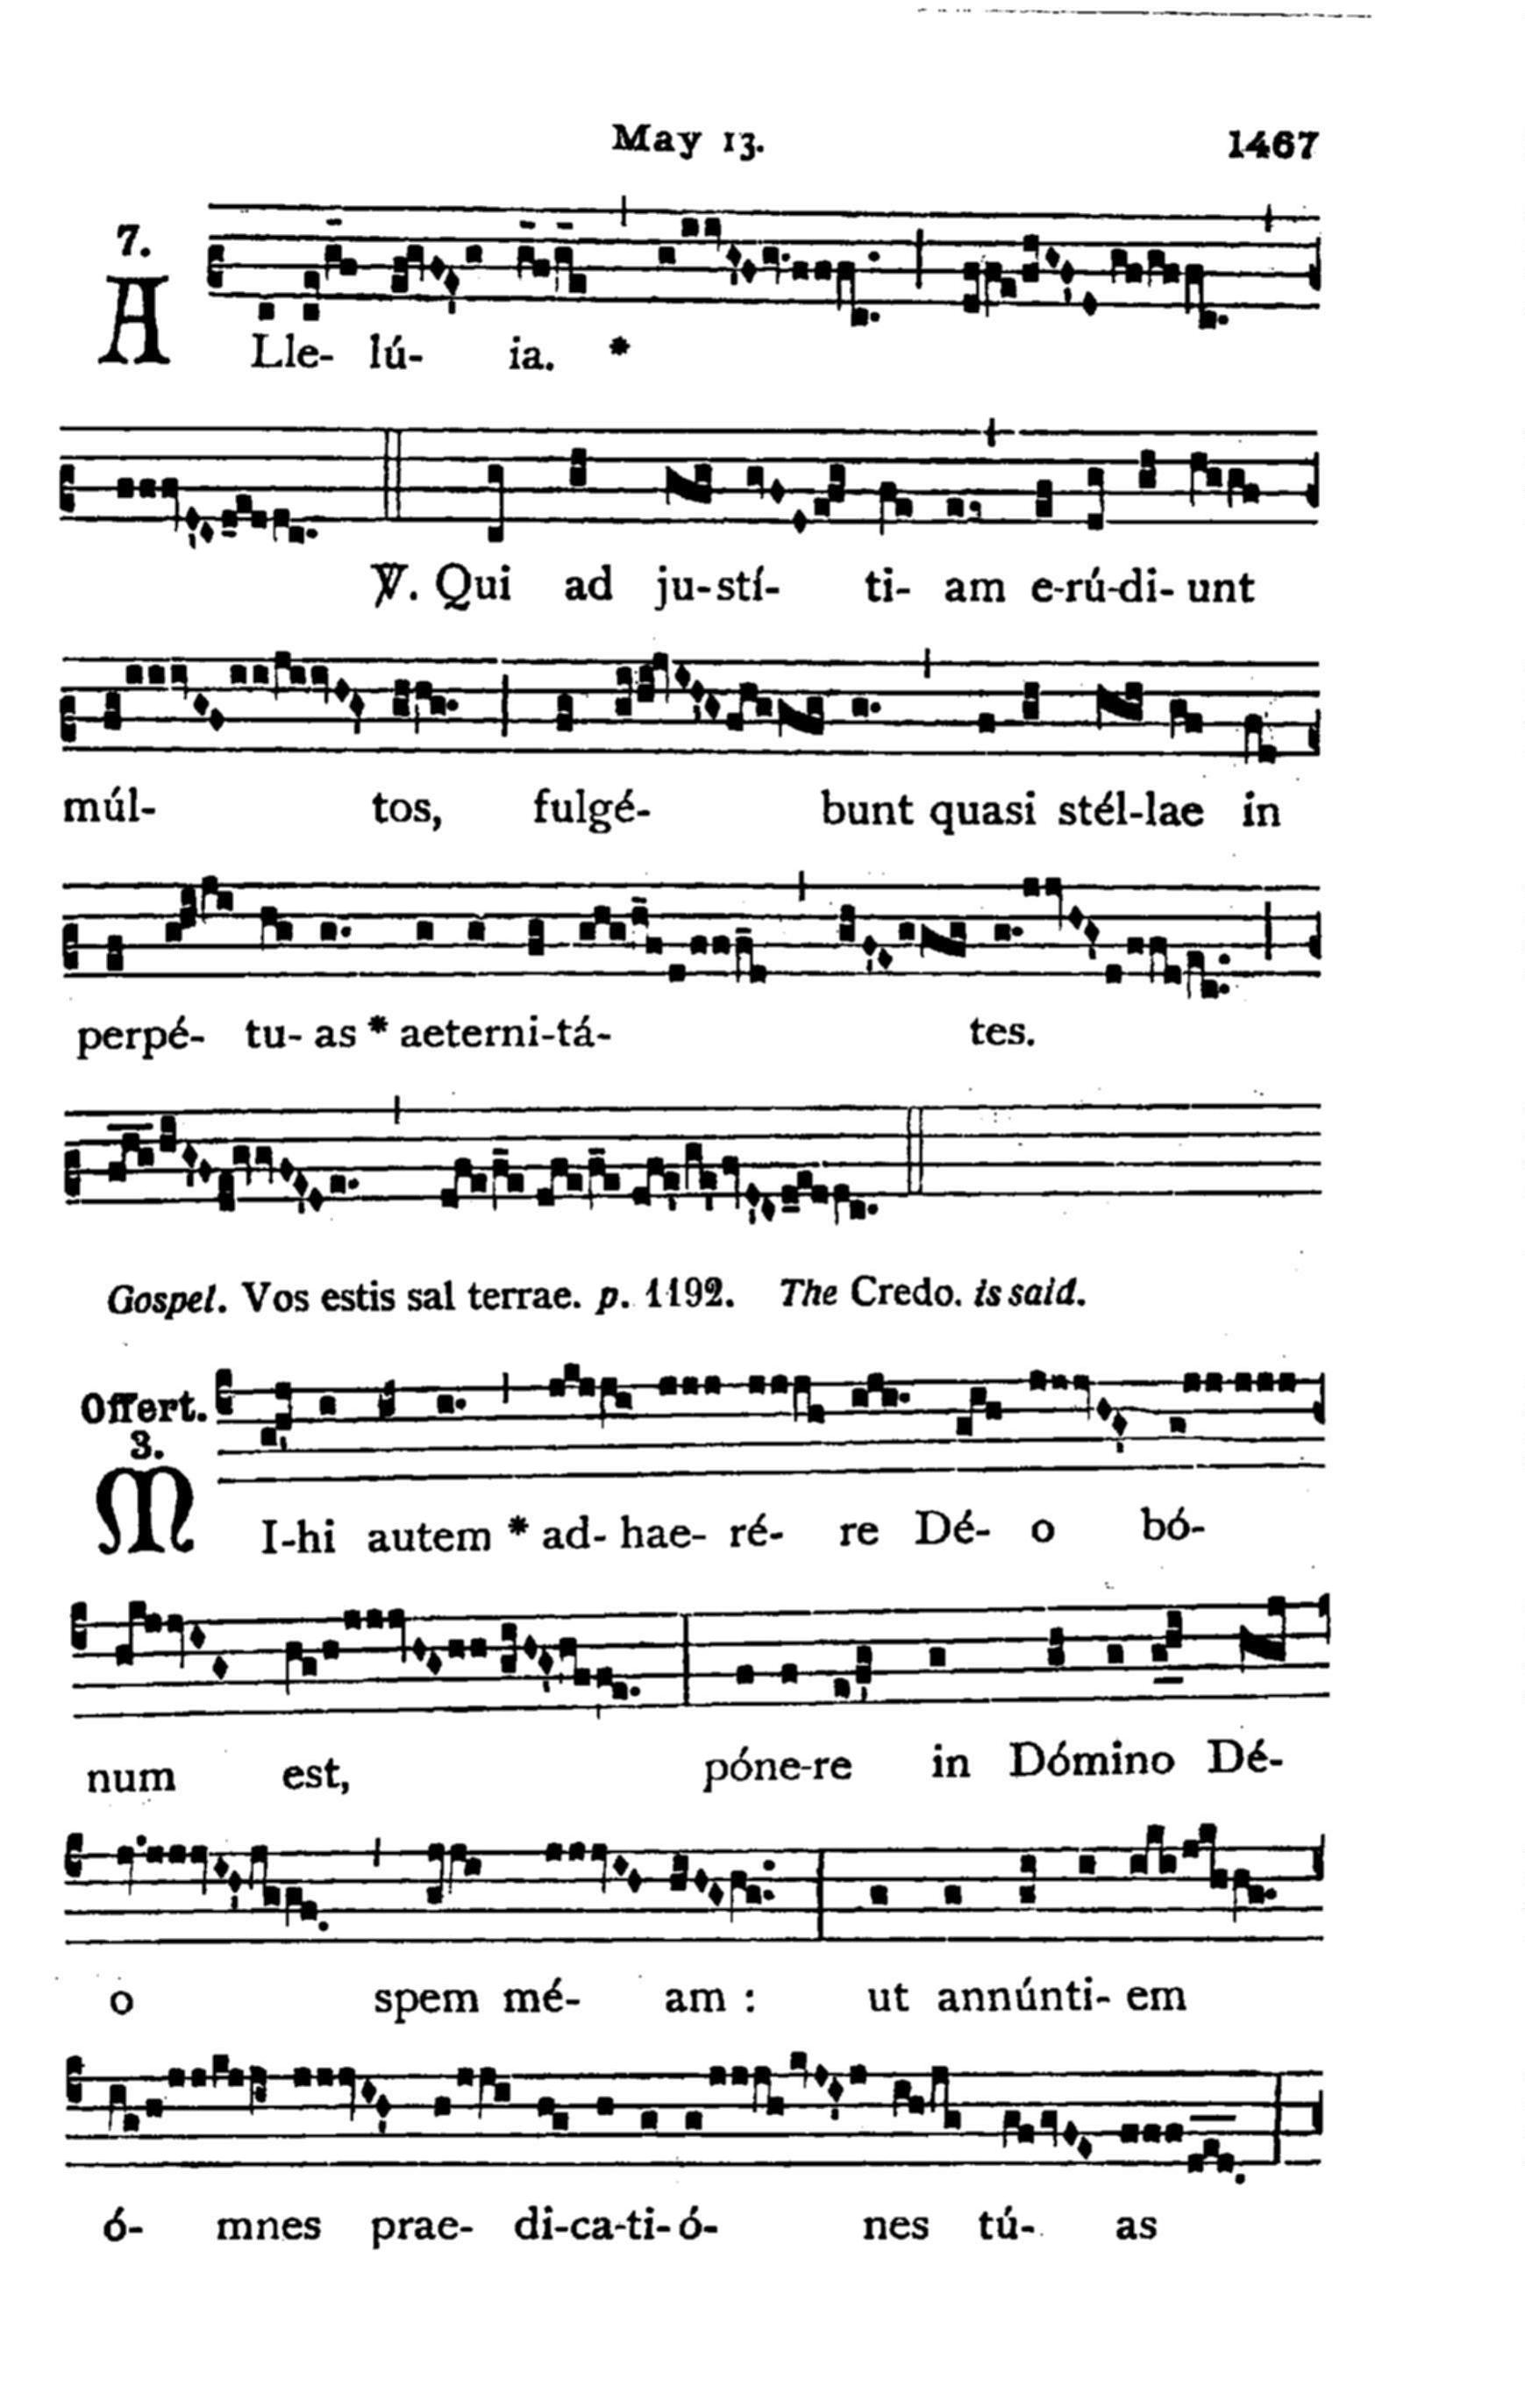 May 13. 1467
7.
ALle- lú- ia. *
℣. Qui ad ju-stí- ti- am e-rú-di- unt
múl- tos, fulgé- bunt quasi stél-lae in
perpé- tu- as * aeterni-tá- tes.
Gospel. Vos estis sal terrae. p. 1192. The Credo. is said.
Offert.
3.
MI-hi autem * ad- hae- ré- re Dé- o bó-
num est, póne-re in Dómino Dé-
o spem mé- am : ut annúnti- em
ó- mnes prae- di-ca-ti-ó- nes tú- as